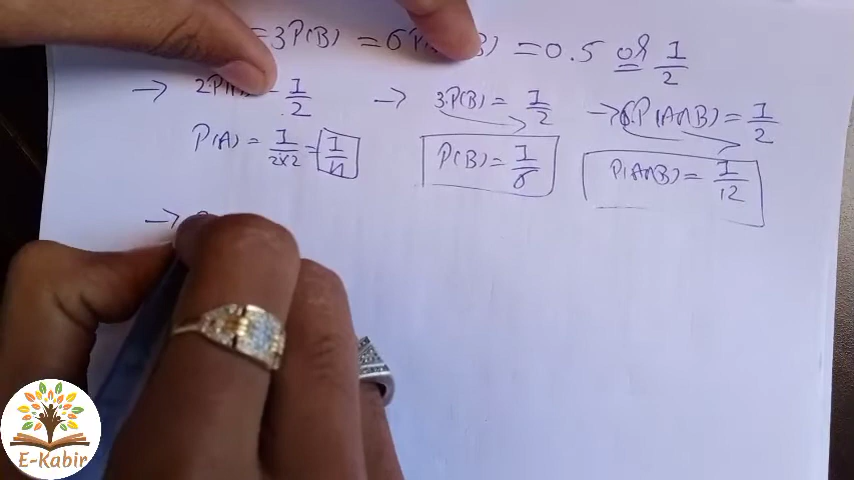 =3P(B) = 6P B) = 0.5 or 1/2
→ 2P(A) = 1/2 → 3P(B) = 1/2 → 6.P(A∩B) = 1/2
P(A) = 1/2×2 = 1/4 P(B) = 1/6 P(A∩B) = 1/12
→
E-Kabir